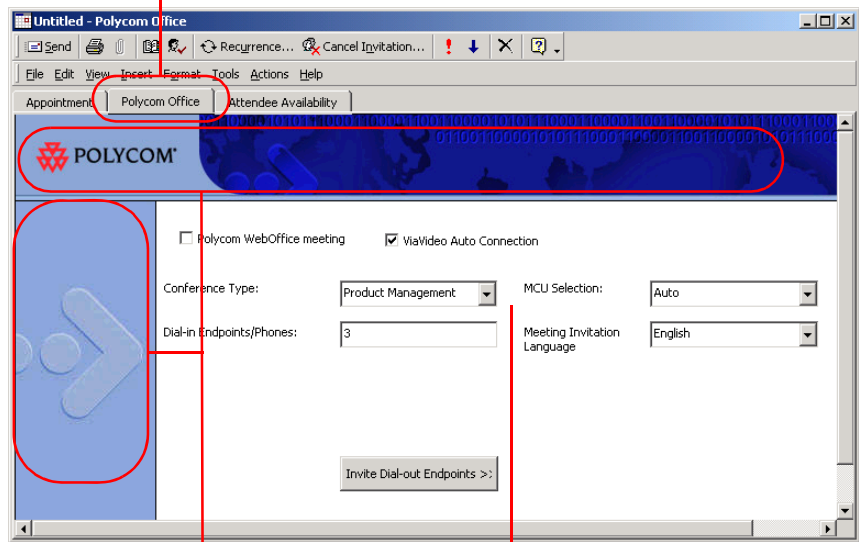 Untitled - Polycom Office
Send Recurrence... Cancel Invitation...
File Edit View Insert Format Tools Actions Help
Appointment Polycom Office Attendee Availability
POLYCOM
Polycom WebOffice meeting ViaVideo Auto Connection
Conference Type: Product Management MCU Selection: Auto
Dial-in Endpoints/Phones: 3 Meeting Invitation Language English
Invite Dial-out Endpoints >: